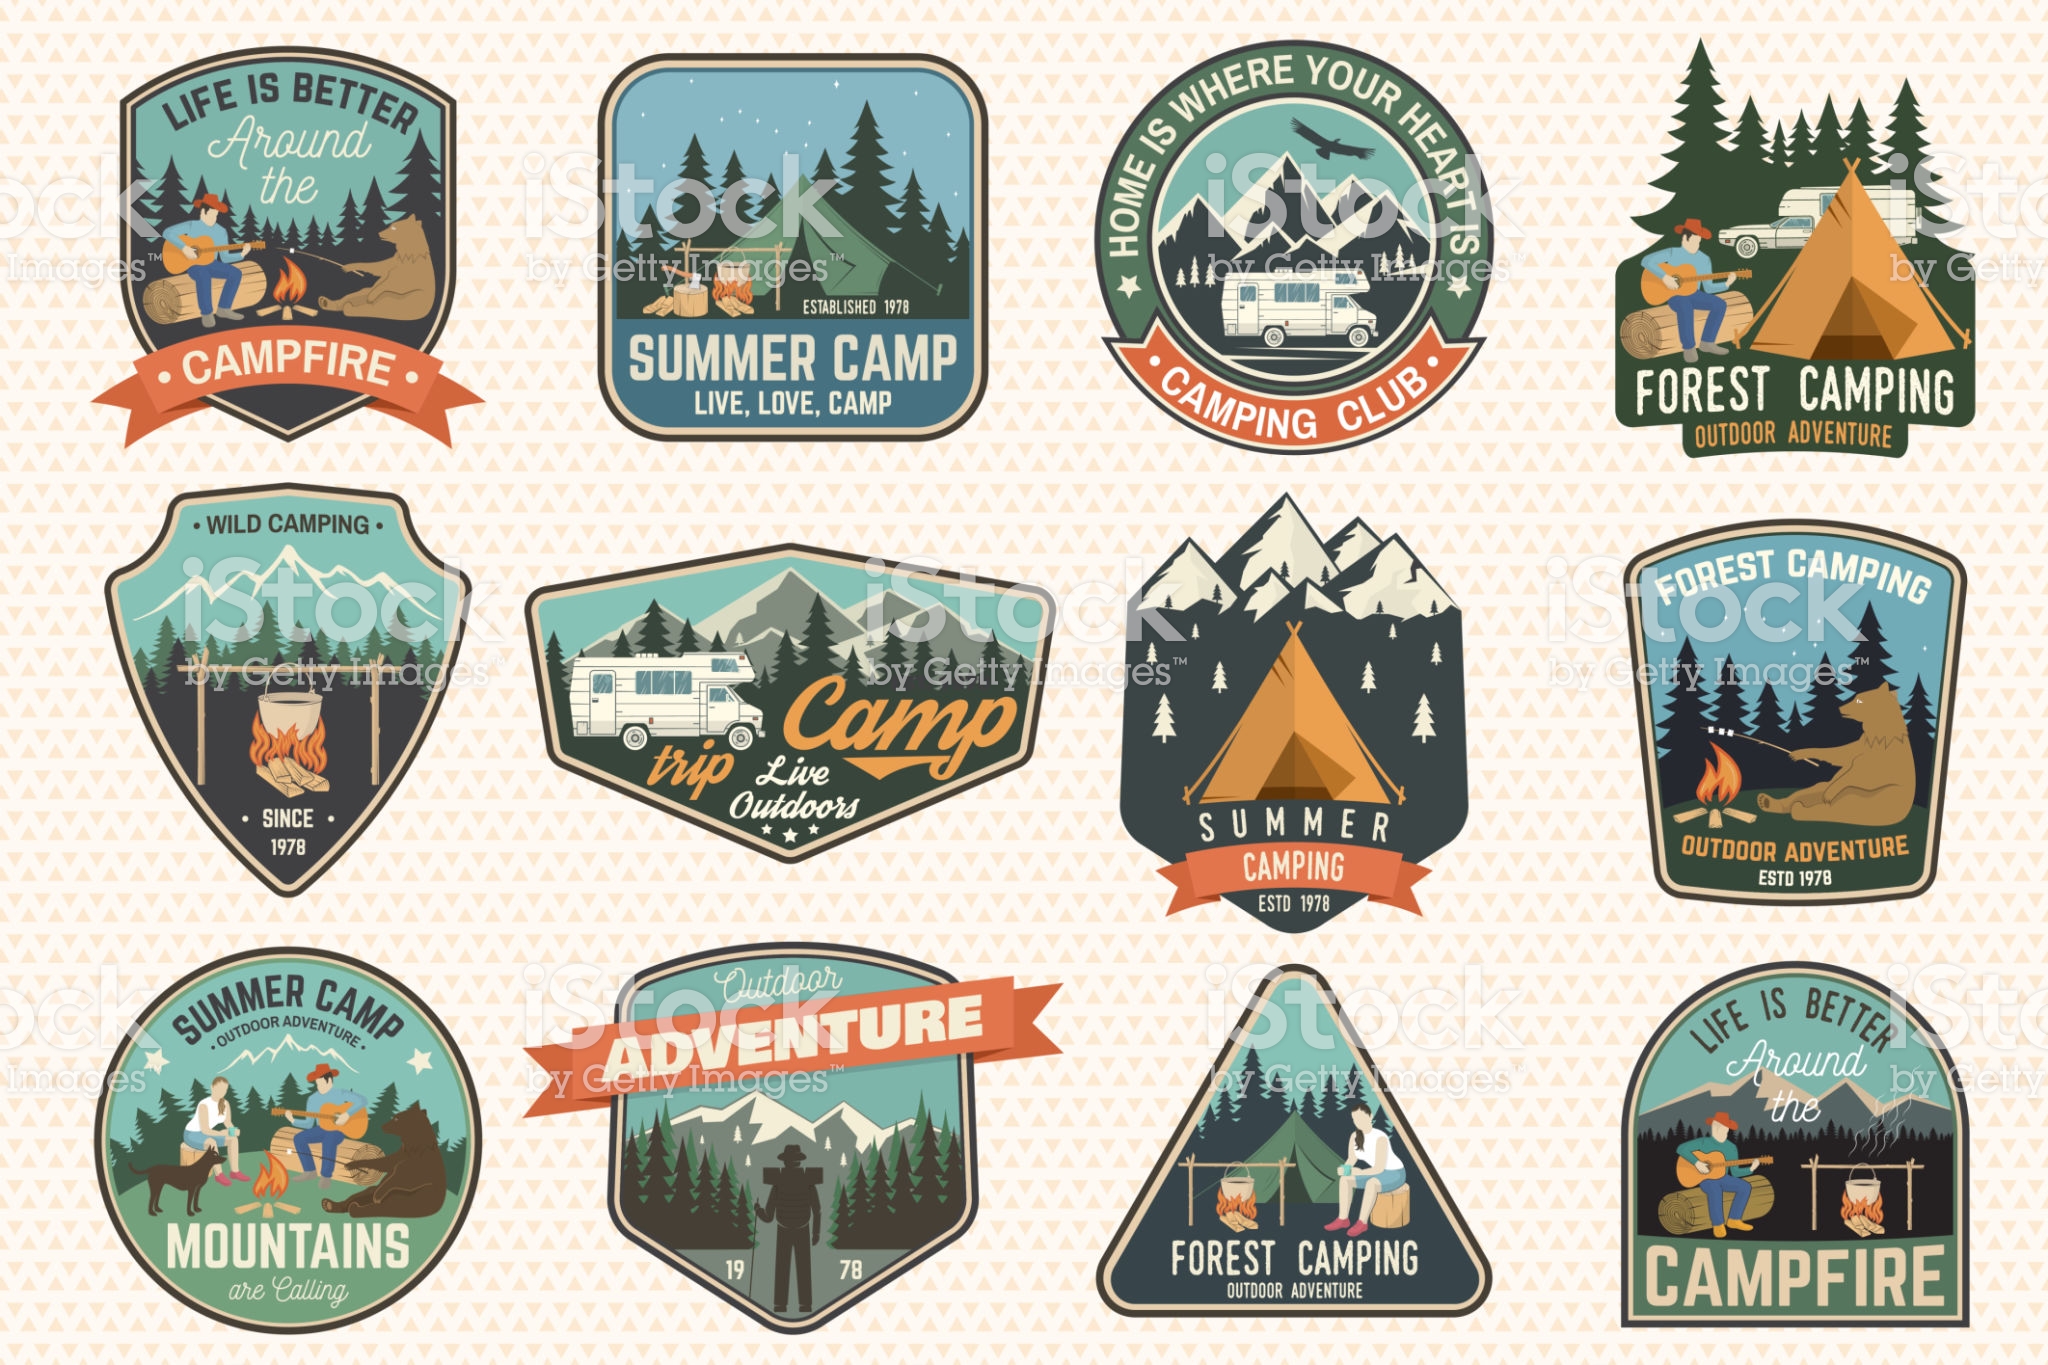 LIFE IS BETTER
Around
the
• CAMPFIRE •
ESTABLISHED 1978
SUMMER CAMP
LIVE, LOVE, CAMP
HOME IS WHERE YOUR HEART IS
• CAMPING CLUB •
FOREST CAMPING
OUTDOOR ADVENTURE
• WILD CAMPING •
• SINCE •
1978
Camp
trip
Live
Outdoors
SUMMER
CAMPING
ESTD 1978
FOREST CAMPING
OUTDOOR ADVENTURE
ESTD 1978
SUMMER CAMP
• OUTDOOR ADVENTURE •
MOUNTAINS
are Calling
Outdoor
ADVENTURE
19 78
FOREST CAMPING
OUTDOOR ADVENTURE
LIFE IS BETTER
Around
the
CAMPFIRE
iStock
by Getty Images™